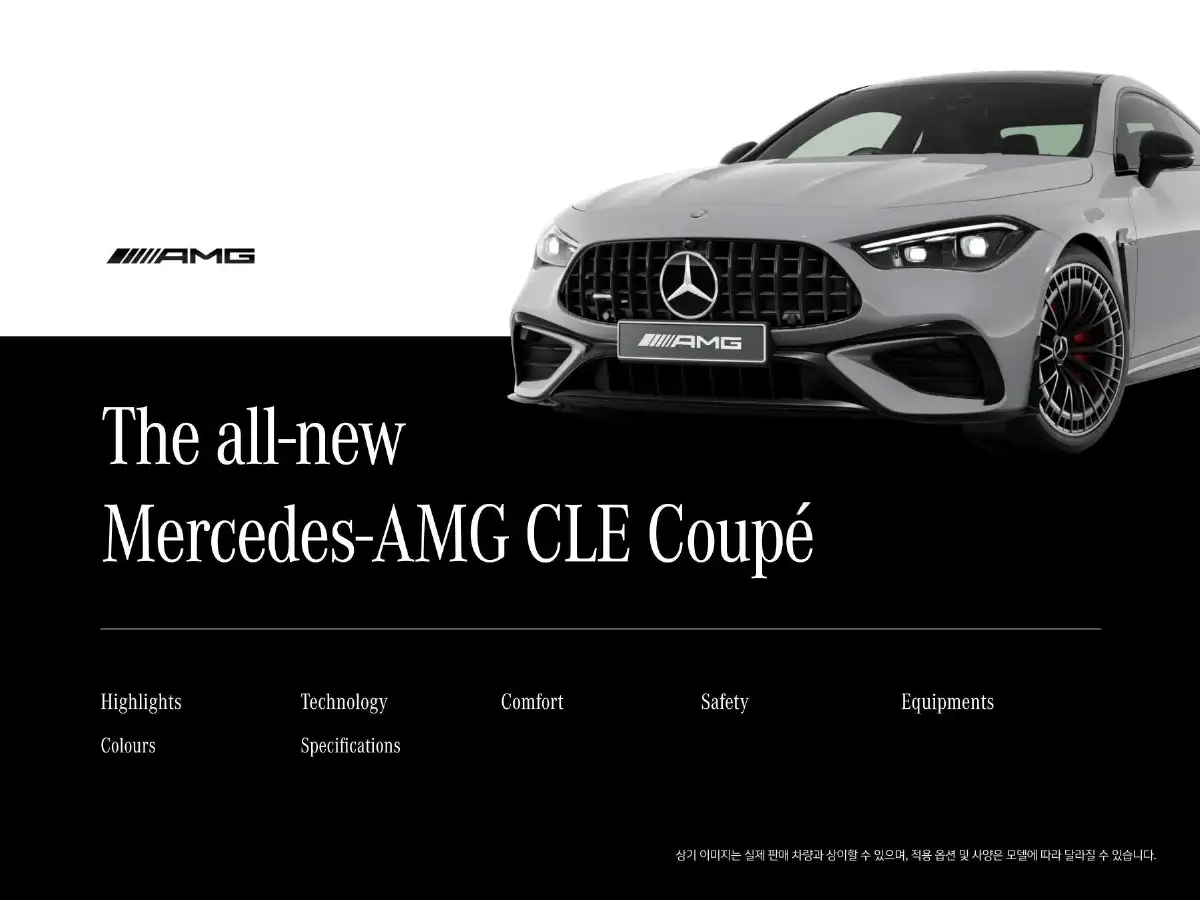 AMG
AMG
The all-new
Mercedes-AMG CLE Coupé
Highlights
Technology
Comfort
Safety
Equipments
Colours
Specifications
상기 이미지는 실제 판매 차량과 상이할 수 있으며, 적용 옵션 및 사양은 모델에 따라 달라질 수 있습니다.